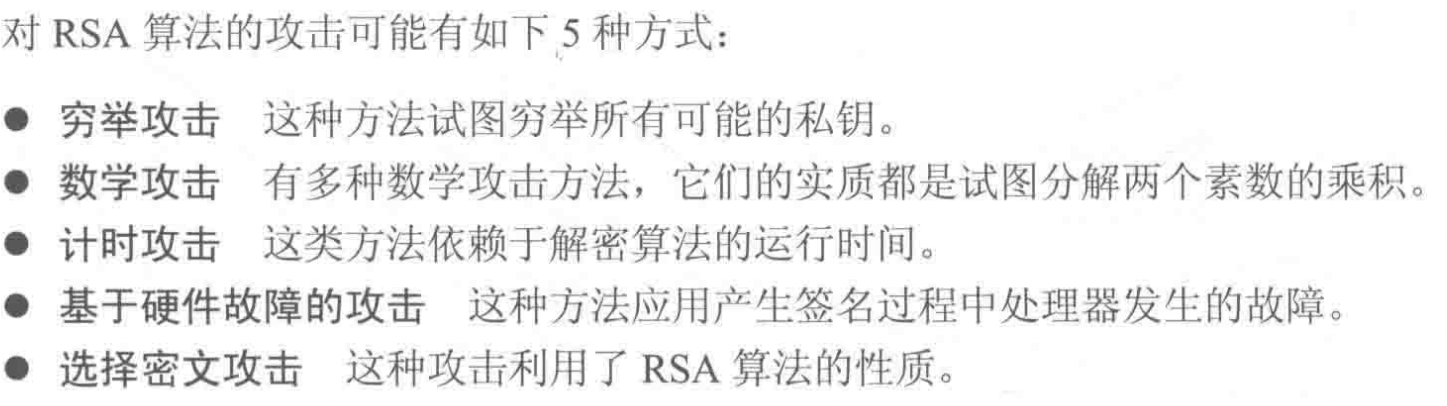 对 RSA 算法的攻击可能有如下 5 种方式：
● 穷举攻击 这种方法试图穷举所有可能的私钥。
● 数学攻击 有多种数学攻击方法，它们的实质都是试图分解两个素数的乘积。
● 计时攻击 这类方法依赖于解密算法的运行时间。
● 基于硬件故障的攻击 这种方法应用产生签名过程中处理器发生的故障。
● 选择密文攻击 这种攻击利用了 RSA 算法的性质。